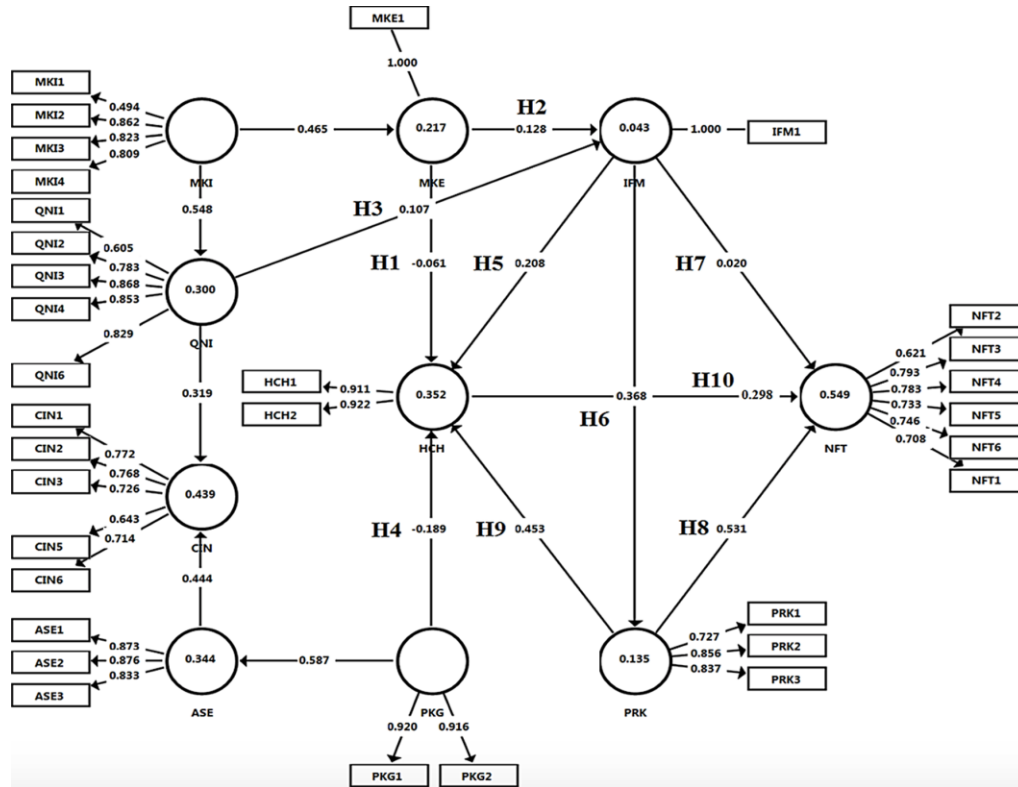 MKE1
1.000
MKI1
MKI2
MKI3
MKI4
0.494
0.862
0.823
0.809
MKI
0.465
0.217
MKE
H2
0.128
0.043
IFM
1.000
IFM1
0.548
H3
0.107
QNI1
QNI2
QNI3
QNI4
QNI6
0.605
0.783
0.868
0.853
0.829
0.300
QNI
H1
-0.061
H5
0.208
H7
0.020
0.319
HCH1
HCH2
0.911
0.922
0.352
HCH
0.368
H6
H10
0.298
0.549
NFT
0.621
0.793
0.783
0.733
0.746
0.708
NFT2
NFT3
NFT4
NFT5
NFT6
NFT1
CIN1
CIN2
CIN3
CIN5
CIN6
0.772
0.768
0.726
0.643
0.714
0.439
CIN
0.444
H4
-0.189
H9
0.453
H8
0.531
ASE1
ASE2
ASE3
0.873
0.876
0.833
0.344
ASE
0.587
PKG
0.920
0.916
PKG1
PKG2
0.135
PRK
0.727
0.856
0.837
PRK1
PRK2
PRK3